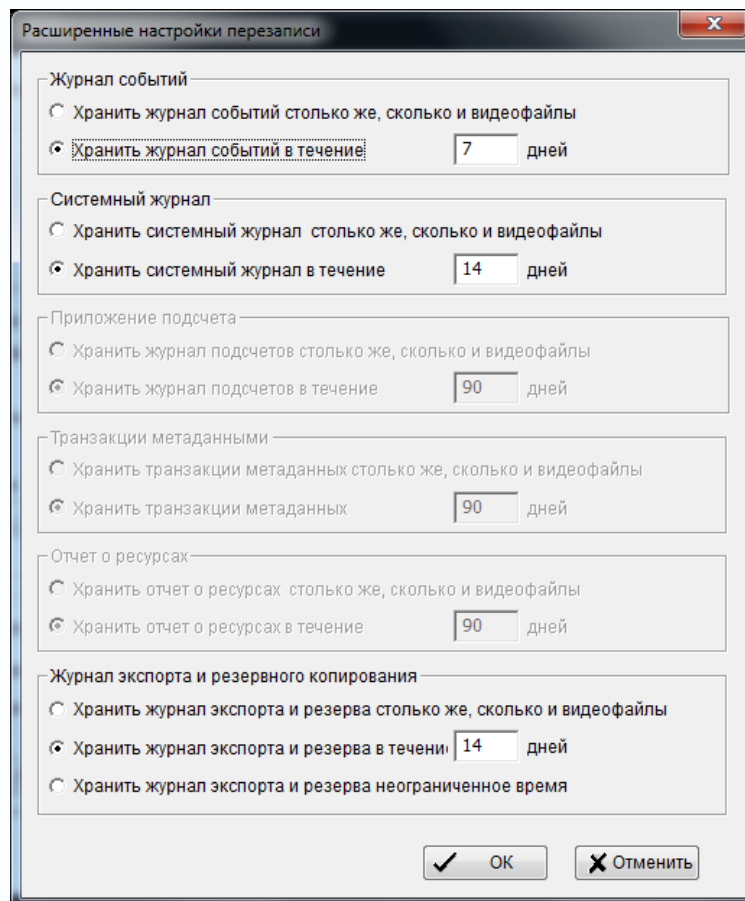 Расширенные настройки перезаписи
Журнал событий
Хранить журнал событий столько же, сколько и видеофайлы
Хранить журнал событий в течение 7 дней
Системный журнал
Хранить системный журнал столько же, сколько и видеофайлы
Хранить системный журнал в течение 14 дней
Приложение подсчета
Хранить журнал подсчетов столько же, сколько и видеофайлы
Хранить журнал подсчетов в течение 90 дней
Транзакции метаданными
Хранить транзакции метаданных столько же, сколько и видеофайлы
Хранить транзакции метаданных 90 дней
Отчет о ресурсах
Хранить отчет о ресурсах столько же, сколько и видеофайлы
Хранить отчет о ресурсах в течение 90 дней
Журнал экспорта и резервного копирования
Хранить журнал экспорта и резерва столько же, сколько и видеофайлы
Хранить журнал экспорта и резерва в течени 14 дней
Хранить журнал экспорта и резерва неограниченное время
ОК Отменить